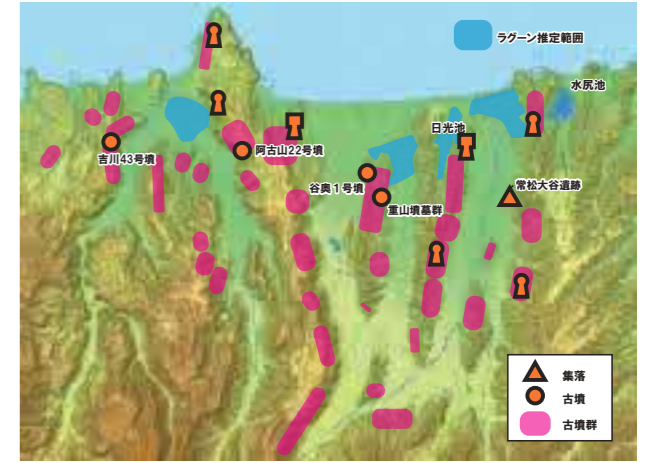 ラグーン推定範囲
水尻池
日光池
吉川43号墳
阿古山22号墳
谷奥1号墳
重山墳墓群
常松大谷遺跡
集落
古墳
古墳群